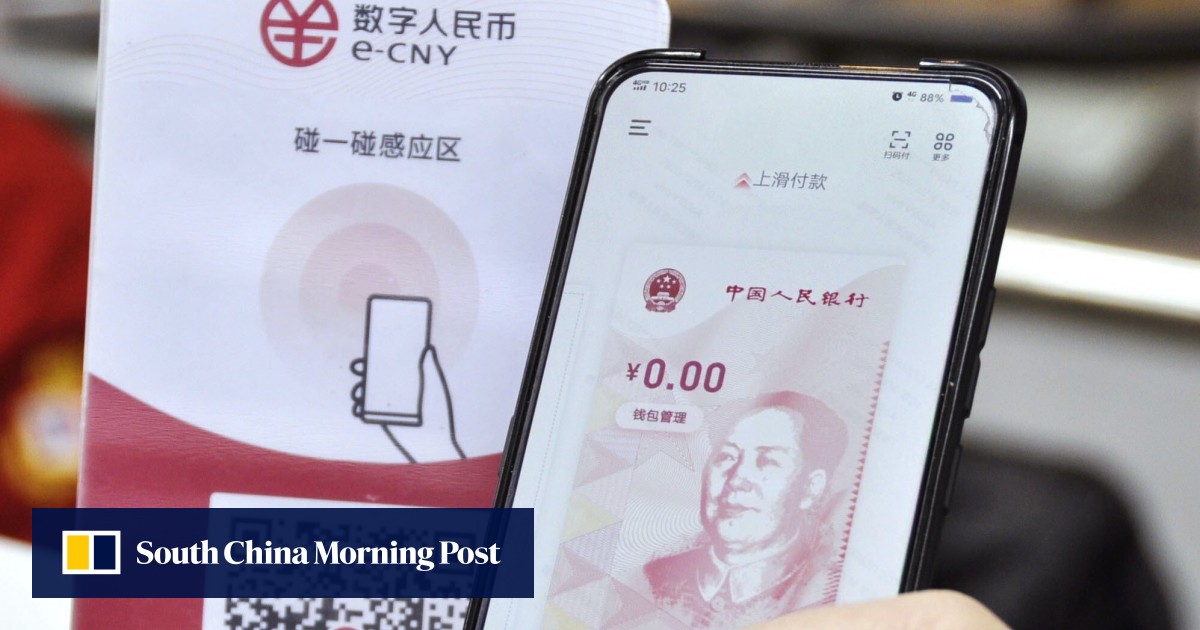 数字人民币
e-CNY
碰一碰感应区
10:25
4G 88%
扫码付
更多
上滑付款
中国人民银行
¥0.00
钱包管理
South China Morning Post